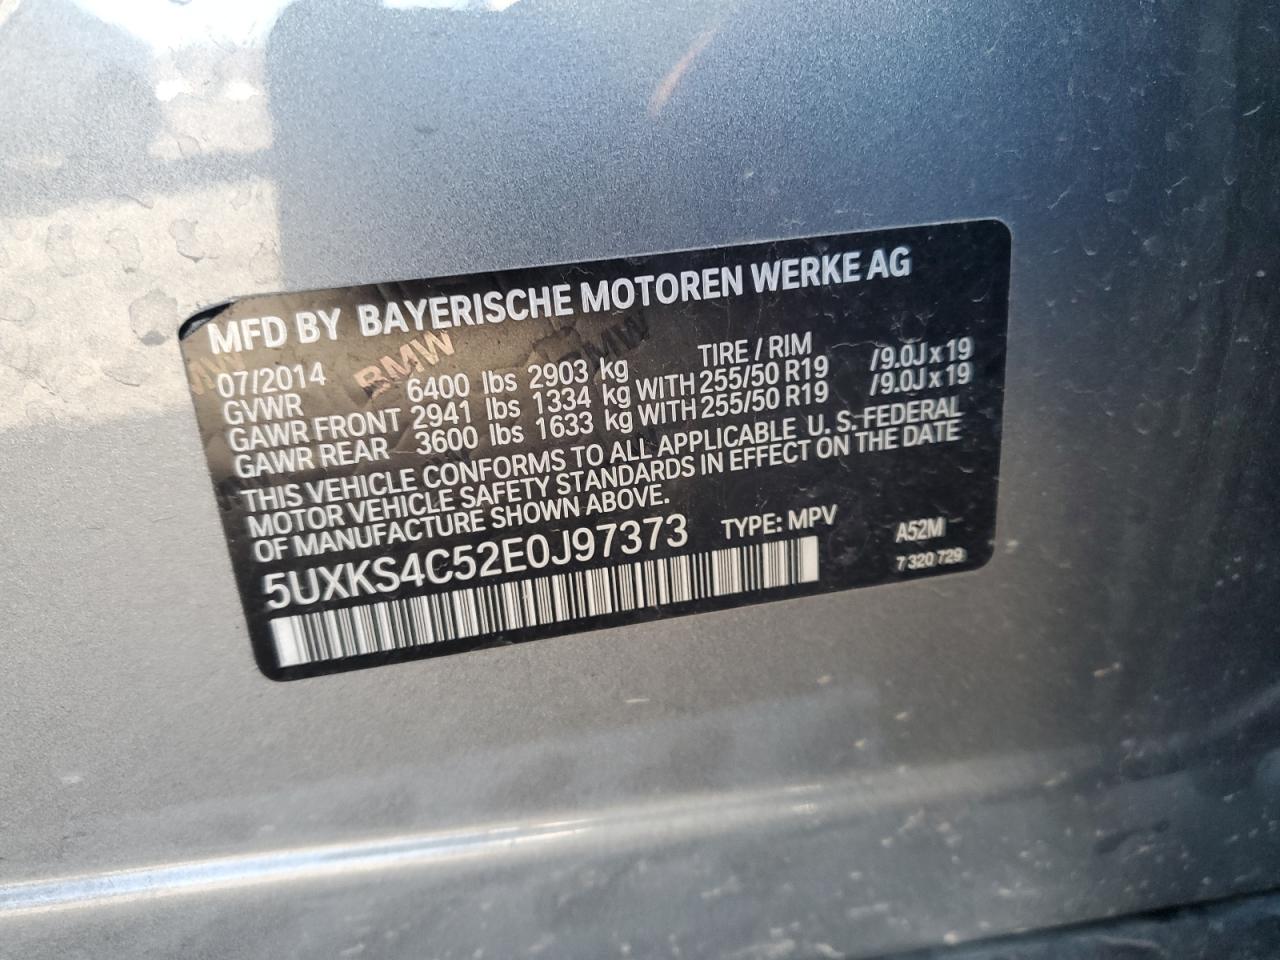 MFD BY BAYERISCHE MOTOREN WERKE AG
07/2014 TIRE / RIM
GVWR 6400 lbs 2903 kg
GAWR FRONT 2941 lbs 1334 kg WITH 255/50 R19 /9.0J x 19
GAWR REAR 3600 lbs 1633 kg WITH 255/50 R19 /9.0J x 19
THIS VEHICLE CONFORMS TO ALL APPLICABLE U. S. FEDERAL
MOTOR VEHICLE SAFETY STANDARDS IN EFFECT ON THE DATE
OF MANUFACTURE SHOWN ABOVE.
5UXKS4C52E0J97373 TYPE: MPV A52M
7 320 729
BMW
BMW